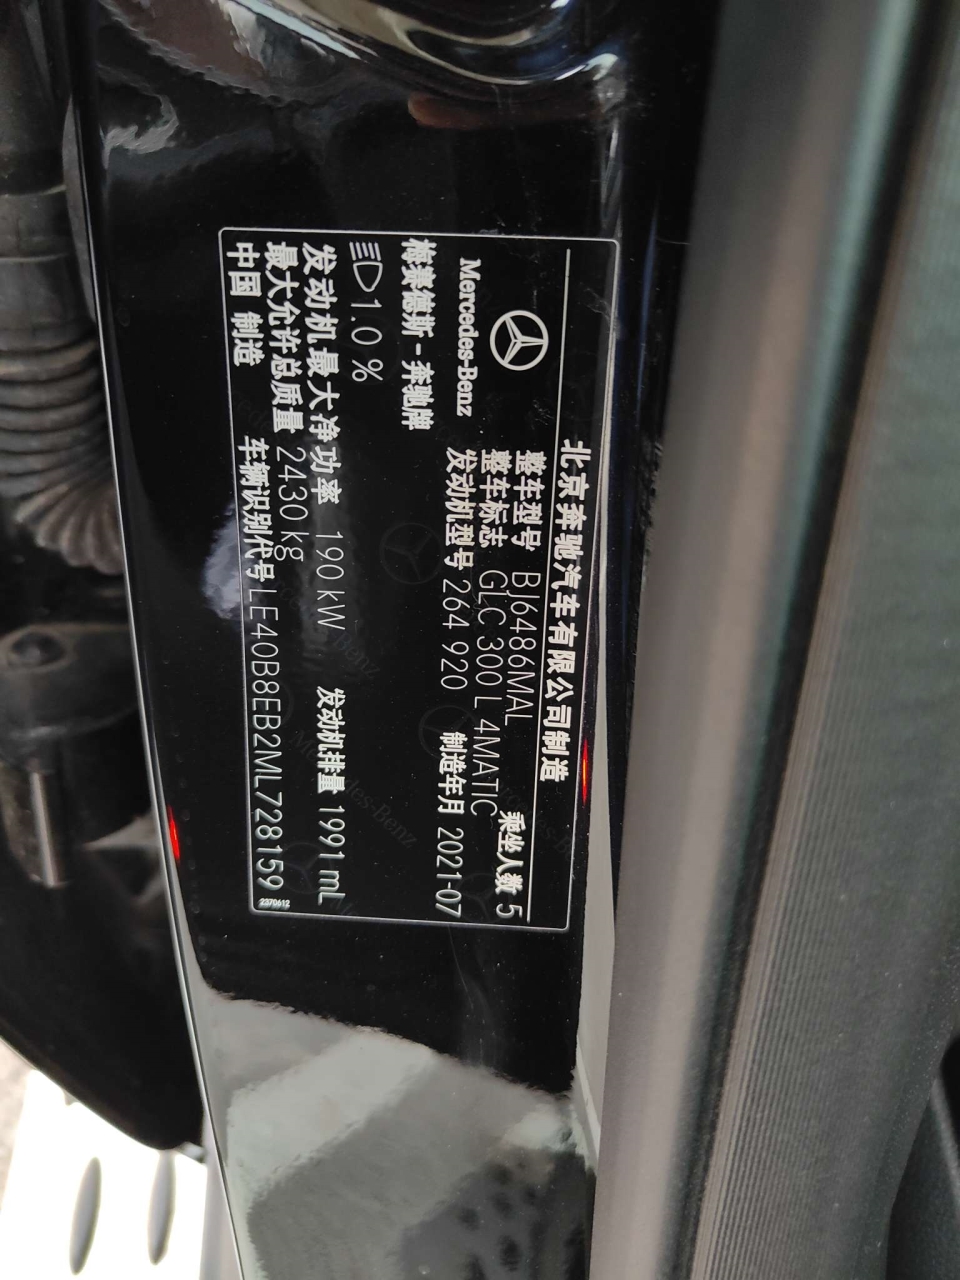 北京奔驰汽车有限公司制造
Mercedes-Benz
整车型号 BJ6486MAL
整车标志 GLC 300 L 4MATIC
乘坐人数 5
发动机型号 264 920
制造年月 2021-07
梅赛德斯-奔驰牌
1.0 %
发动机最大净功率 190 kW
发动机排量 1991 mL
最大允许总质量 2430 kg
中国 制造
车辆识别代号 LE40B8EB2ML728159
2370612